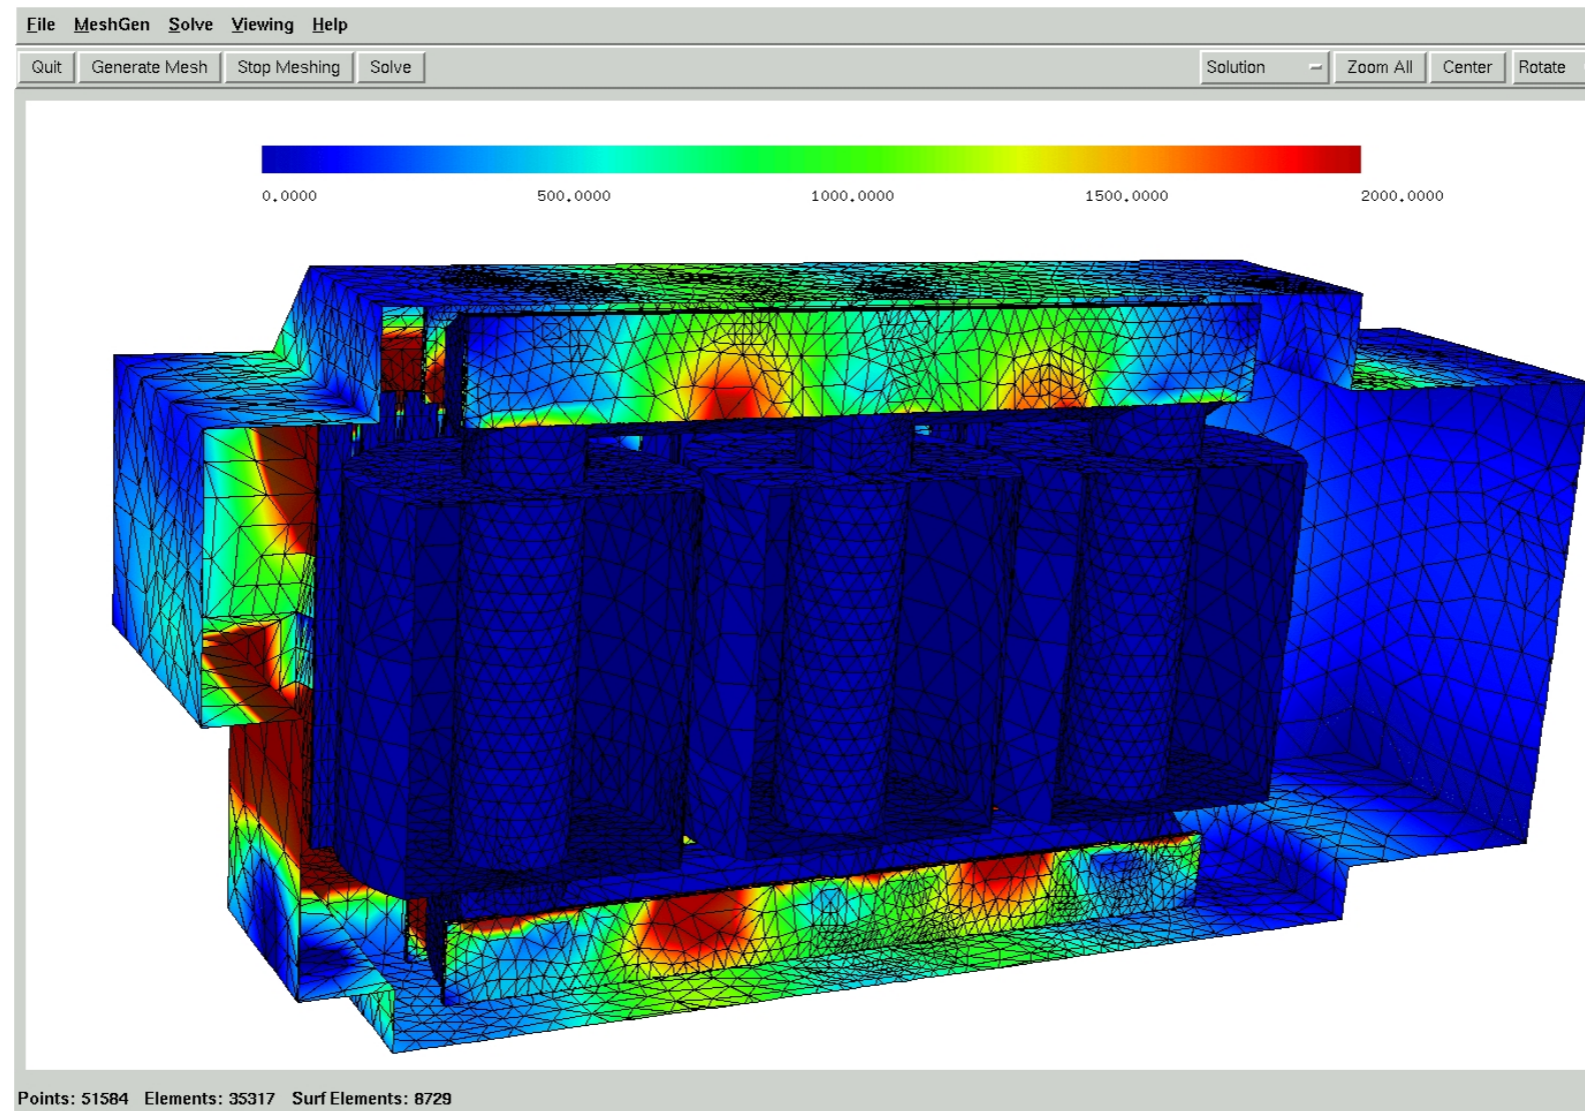 File MeshGen Solve Viewing Help
Quit Generate Mesh Stop Meshing Solve Solution Zoom All Center Rotate
0.0000 500.0000 1000.0000 1500.0000 2000.0000
Points: 51584 Elements: 35317 Surf Elements: 8729